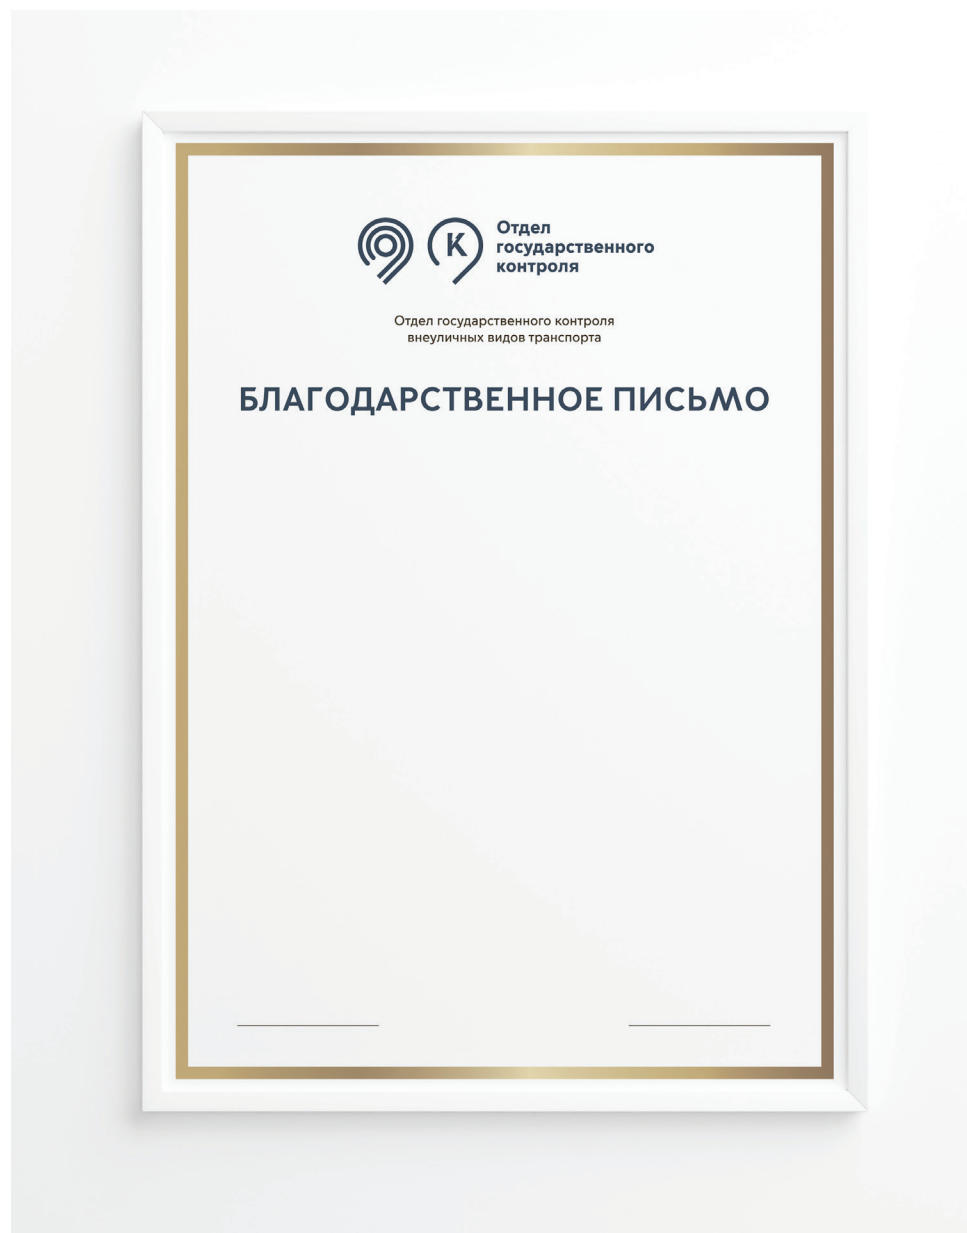 К
Отдел
государственного
контроля
Отдел государственного контроля
внеуличных видов транспорта
БЛАГОДАРСТВЕННОЕ ПИСЬМО